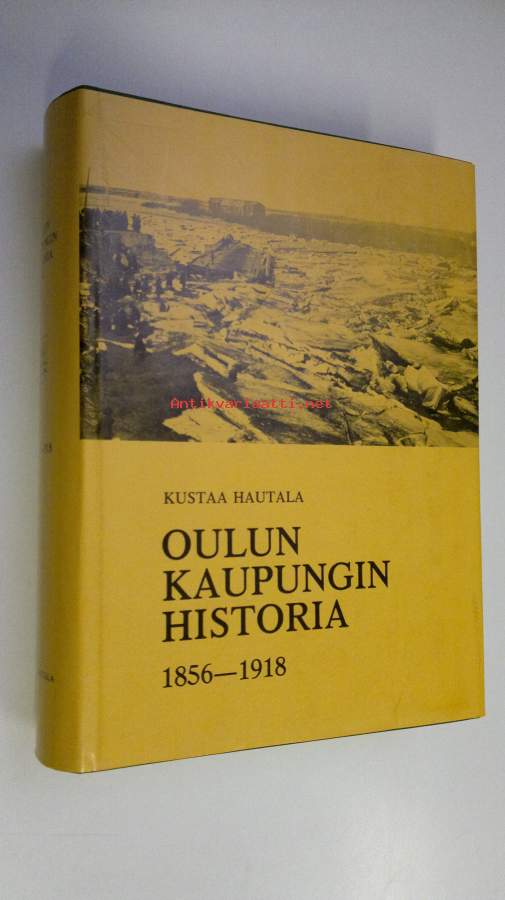 Antikvariaatti.net
KUSTAA HAUTALA
OULUN
KAUPUNGIN
HISTORIA
1856—1918